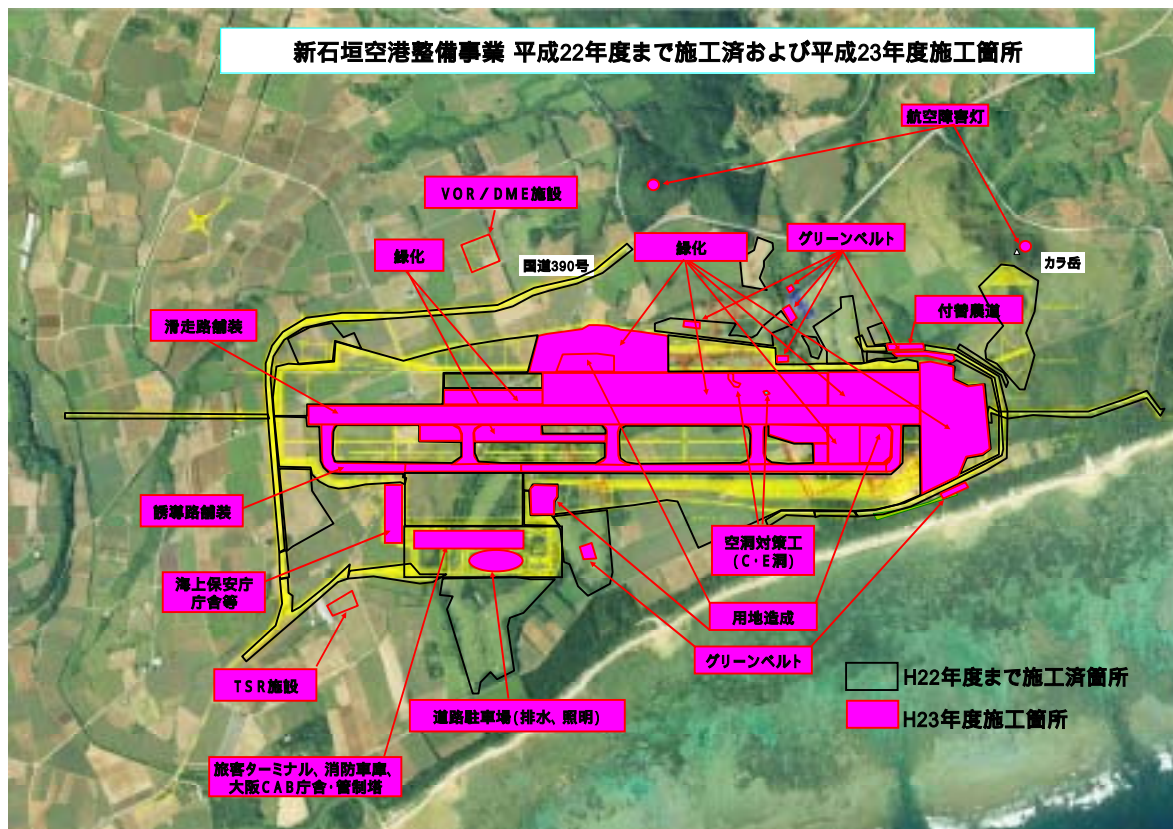 新石垣空港整備事業 平成22年度まで施工済および平成23年度施工箇所
航空障害灯
VOR/DME施設
緑化
緑化
グリーンベルト
国道390号
カラ岳
滑走路舗装
付替農道
誘導路舗装
空洞対策工
(C・E洞)
海上保安庁
庁舎等
用地造成
グリーンベルト
TSR施設
H22年度まで施工済箇所
道路駐車場(排水、照明)
H23年度施工箇所
旅客ターミナル、消防車庫、
大阪CAB庁舎・管制塔